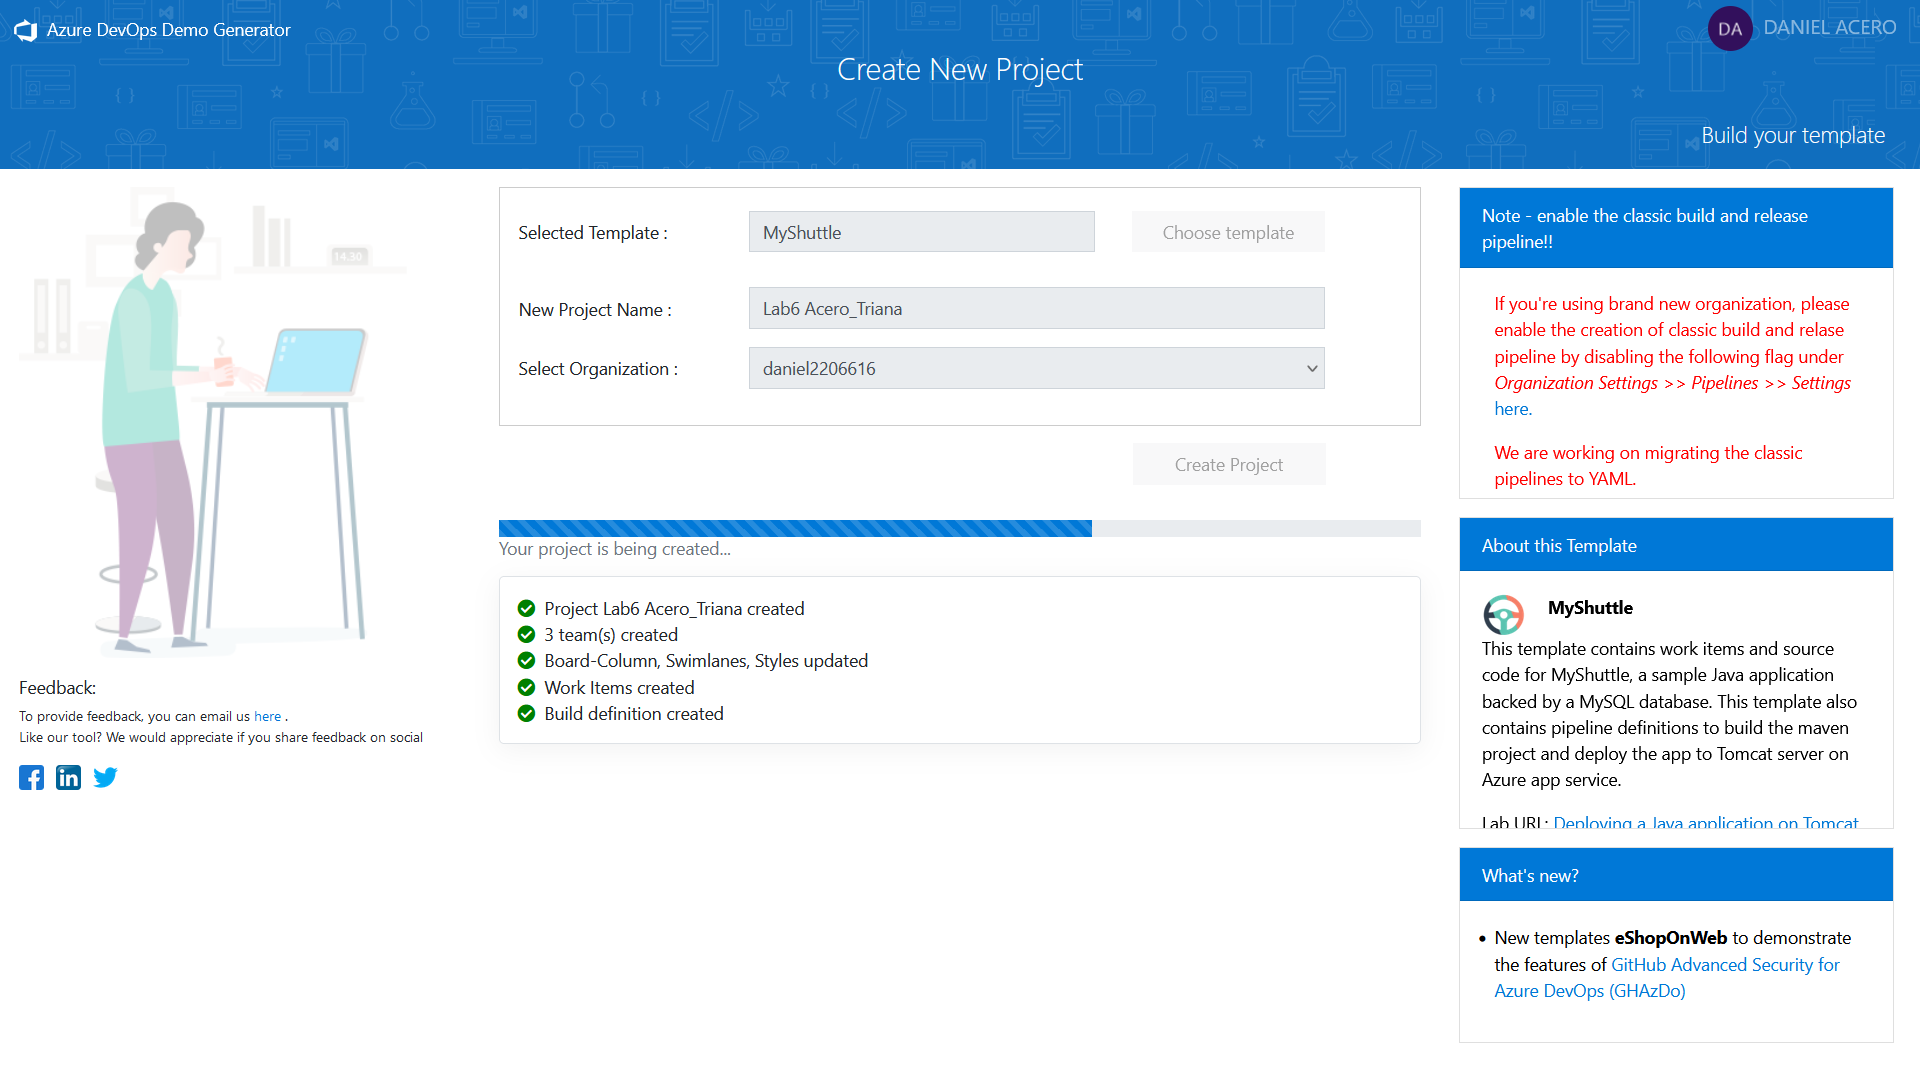 Azure DevOps Demo Generator
DA DANIEL ACERO
Create New Project
Build your template
14.30
Feedback:
To provide feedback, you can email us here .
Like our tool? We would appreciate if you share feedback on social
Selected Template :
MyShuttle
Choose template
New Project Name :
Lab6 Acero_Triana
Select Organization :
daniel2206616
Create Project
Your project is being created...
Project Lab6 Acero_Triana created
3 team(s) created
Board-Column, Swimlanes, Styles updated
Work Items created
Build definition created
Note - enable the classic build and release
pipeline!!
If you're using brand new organization, please
enable the creation of classic build and relase
pipeline by disabling the following flag under
Organization Settings >> Pipelines >> Settings
here.
We are working on migrating the classic
pipelines to YAML.
About this Template
MyShuttle
This template contains work items and source
code for MyShuttle, a sample Java application
backed by a MySQL database. This template also
contains pipeline definitions to build the maven
project and deploy the app to Tomcat server on
Azure app service.
Lab URL: Deploying a Java application on Tomcat
What's new?
• New templates eShopOnWeb to demonstrate
the features of GitHub Advanced Security for
Azure DevOps (GHAzDo)